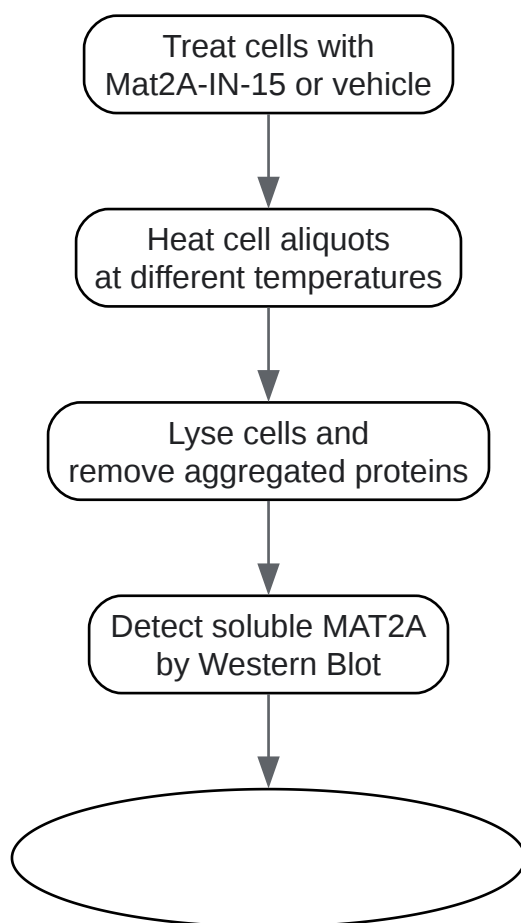 Treat cells with
Mat2A-IN-15 or vehicle
Heat cell aliquots
at different temperatures
Lyse cells and
remove aggregated proteins
Detect soluble MAT2A
by Western Blot